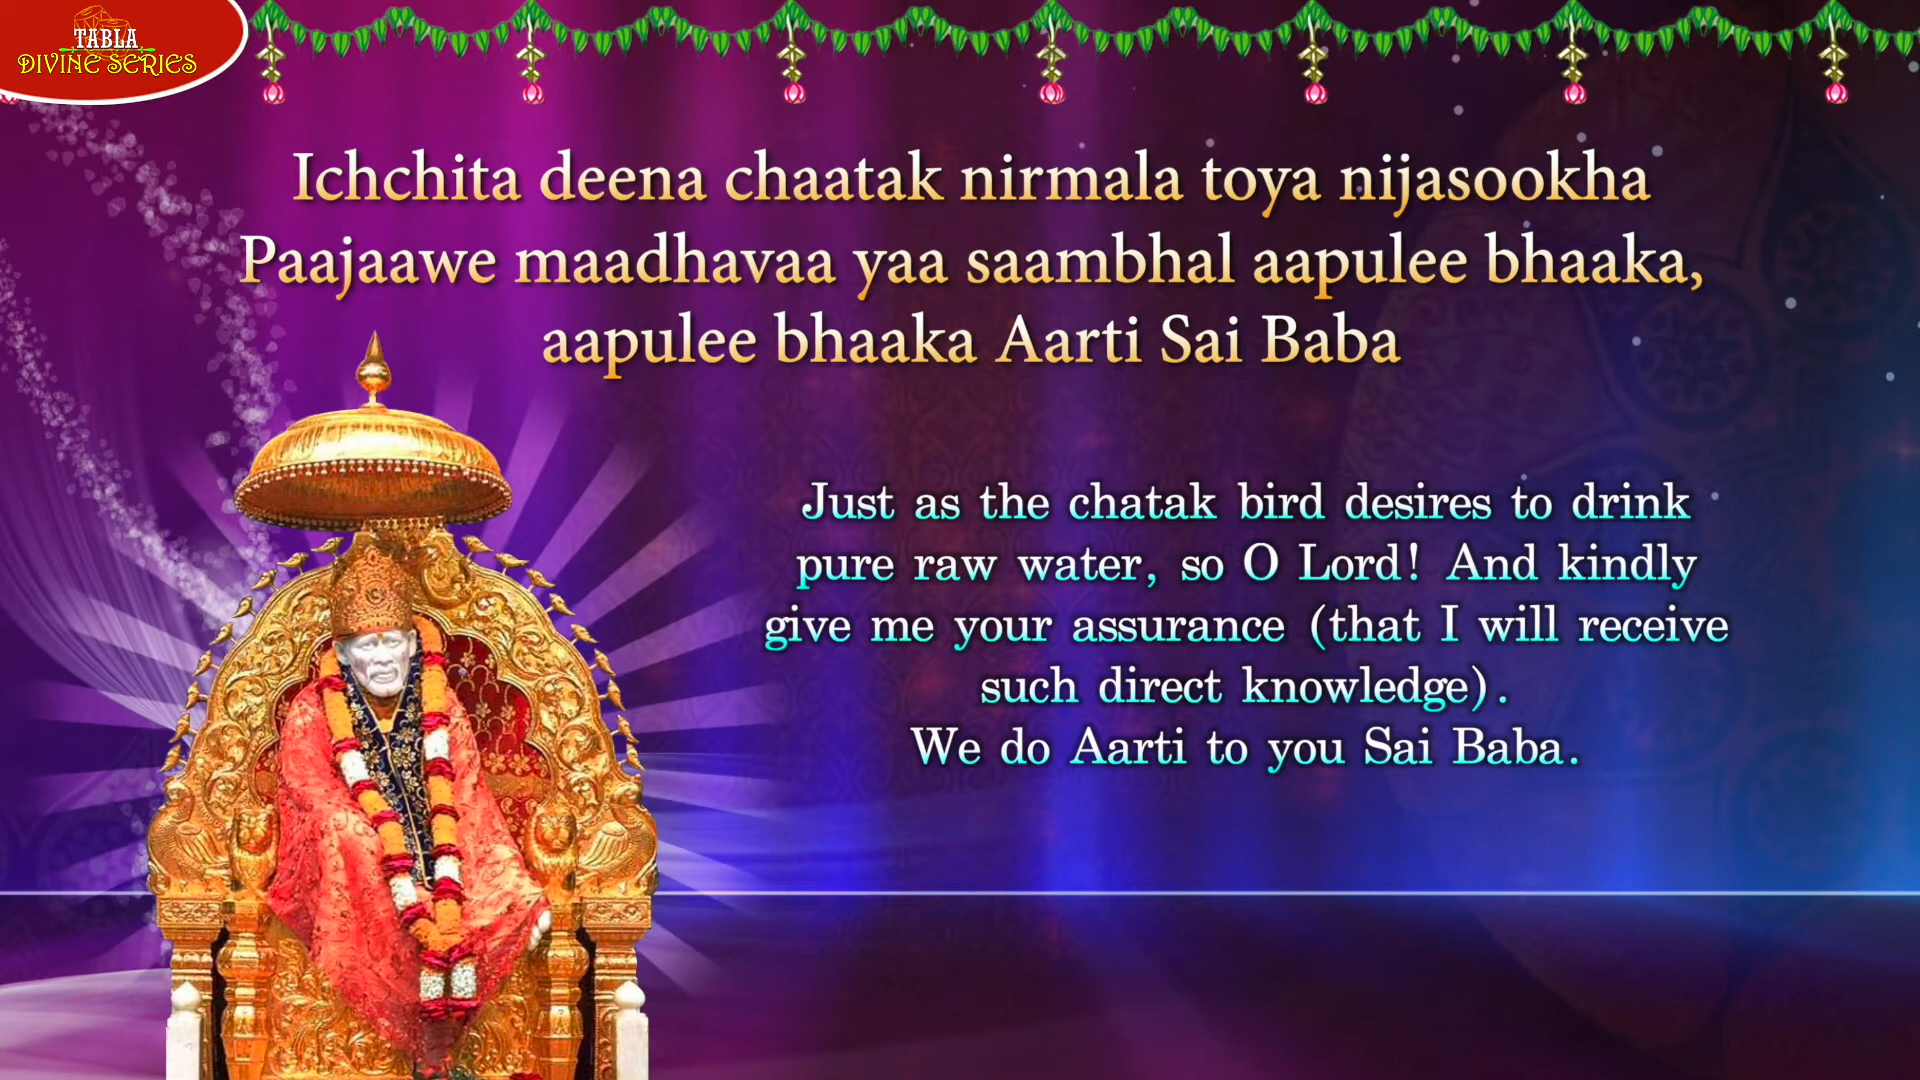 TABLA
DIVINE SERIES
Ichchita deena chaatak nirmala toya nijasookha
Paajaawe maadhavaa yaa saambhal aapulee bhaaka,
aapulee bhaaka Aarti Sai Baba
Just as the chatak bird desires to drink
pure raw water, so O Lord! And kindly
give me your assurance (that I will receive
such direct knowledge).
We do Aarti to you Sai Baba.